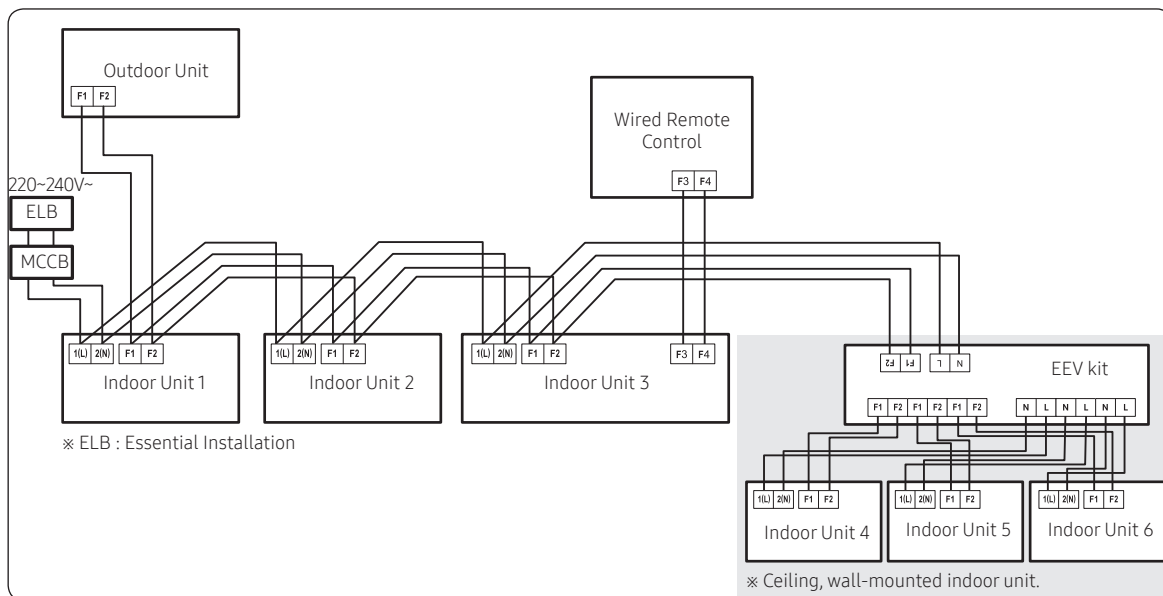 Outdoor Unit
F1 F2
Wired Remote
Control
F3 F4
220~240V~
ELB
MCCB
1(L) 2(N) F1 F2
Indoor Unit 1
1(L) 2(N) F1 F2
Indoor Unit 2
1(L) 2(N) F1 F2 F3 F4
Indoor Unit 3
※ ELB : Essential Installation
F2 F1 L N
EEV kit
F1 F2 F1 F2 F1 F2 N L N L N L
1(L) 2(N) F1 F2
Indoor Unit 4
1(L) 2(N) F1 F2
Indoor Unit 5
1(L) 2(N) F1 F2
Indoor Unit 6
※ Ceiling, wall-mounted indoor unit.